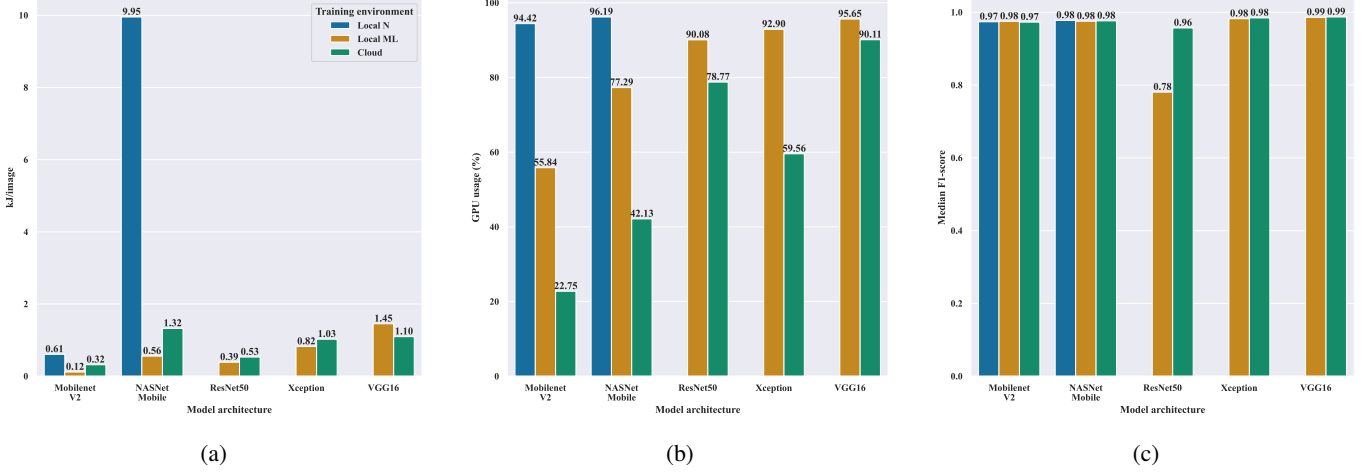 10
8
6
4
2
0
kJ/image
Training environment
Local N
Local ML
Cloud
9.95
0.61
0.12
0.32
0.56
1.32
0.39
0.53
0.82
1.03
1.45
1.10
Mobilenet
V2
NASNet
Mobile
ResNet50
Xception
VGG16
Model architecture
(a)
100
80
60
40
20
0
GPU usage (%)
94.42
55.84
22.75
96.19
77.29
42.13
90.08
78.77
92.90
59.56
95.65
90.11
Mobilenet
V2
NASNet
Mobile
ResNet50
Xception
VGG16
Model architecture
(b)
1.0
0.8
0.6
0.4
0.2
0.0
Median F1-score
0.97
0.98
0.97
0.98
0.98
0.98
0.78
0.96
0.98
0.98
0.99
0.99
Mobilenet
V2
NASNet
Mobile
ResNet50
Xception
VGG16
Model architecture
(c)